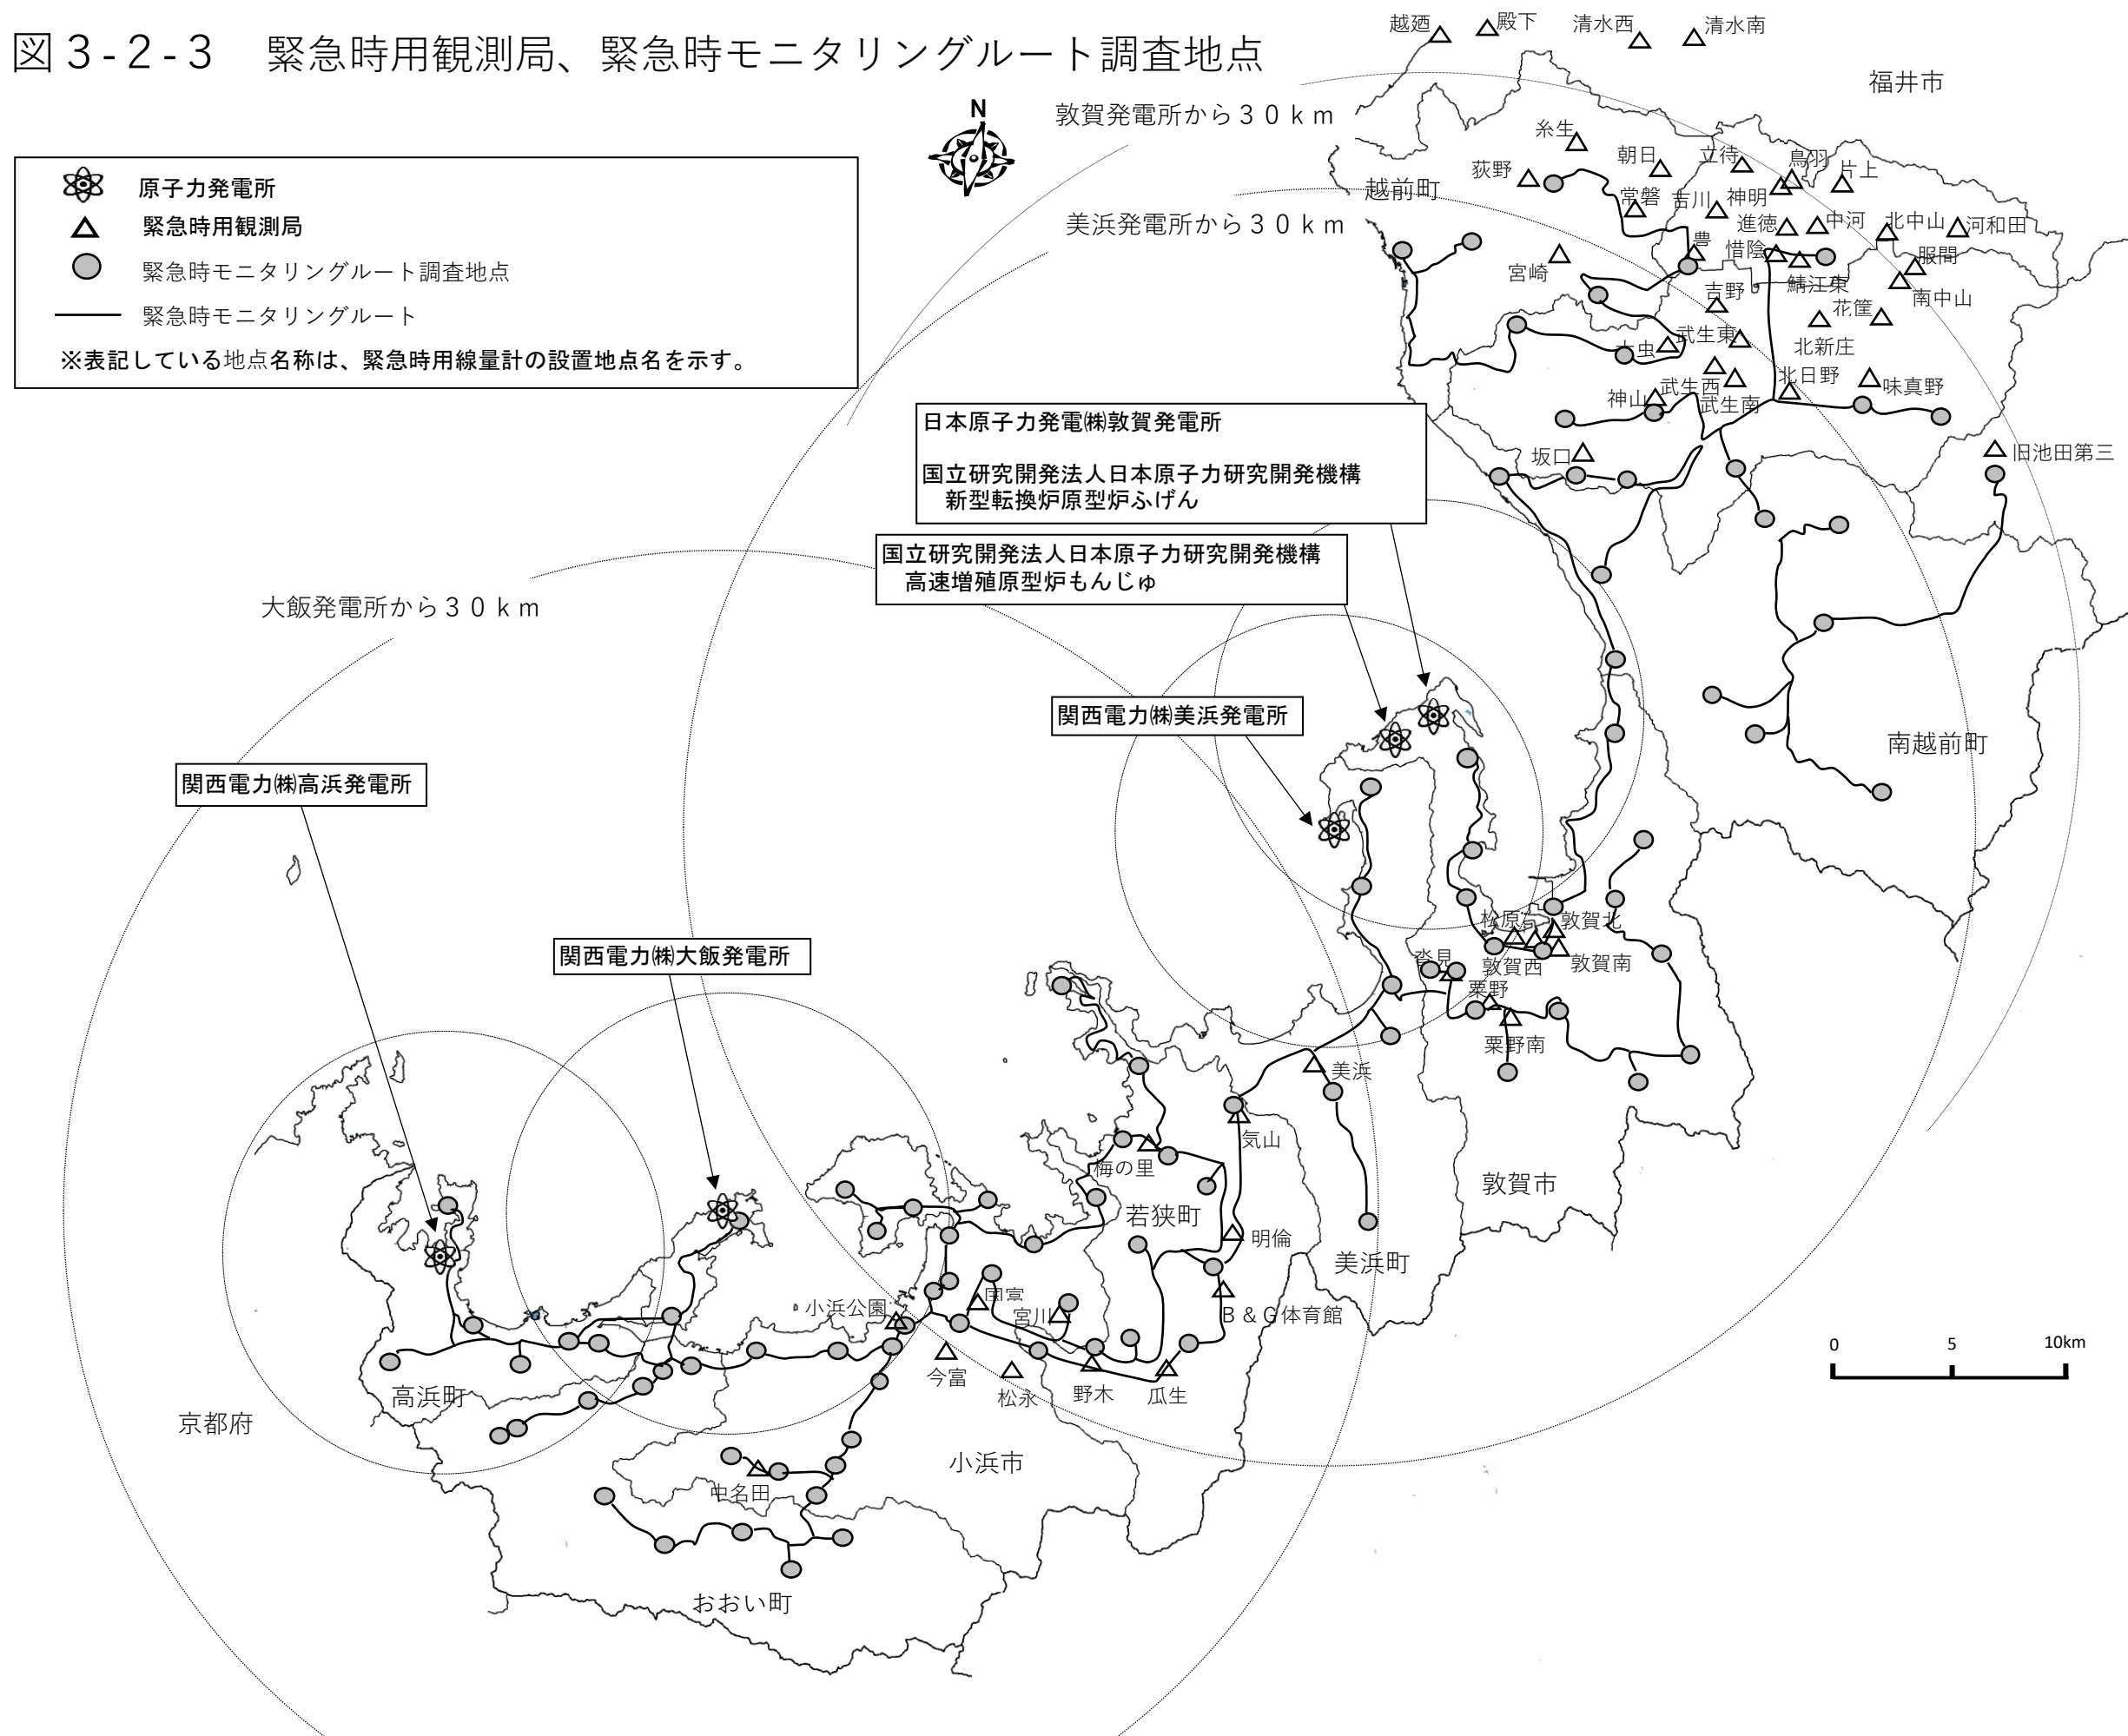 図３-２-３　緊急時用観測局、緊急時モニタリングルート調査地点
原子力発電所
緊急時用観測局
緊急時モニタリングルート調査地点
緊急時モニタリングルート
※表記している地点名称は、緊急時用線量計の設置地点名を示す。
N
敦賀発電所から３０ｋｍ
美浜発電所から３０ｋｍ
大飯発電所から３０ｋｍ
越廼
殿下
清水西
清水南
福井市
糸生
朝日
立待
鳥羽
片上
荻野
越前町
常磐
吉川
神明
進徳
中河
北中山
河和田
豊
惜陰
服間
宮崎
鯖江東
南中山
吉野
花筐
武生東
北新庄
武生西
北日野
味真野
神山
武生南
坂口
旧池田第三
日本原子力発電㈱敦賀発電所
国立研究開発法人日本原子力研究開発機構
新型転換炉原型炉ふげん
国立研究開発法人日本原子力研究開発機構
高速増殖原型炉もんじゅ
関西電力㈱美浜発電所
関西電力㈱高浜発電所
関西電力㈱大飯発電所
南越前町
松原
敦賀北
敦賀西
敦賀南
沓見
粟野
粟野南
美浜
気山
梅の里
敦賀市
若狭町
明倫
美浜町
小浜公園
国富
宮川
Ｂ＆Ｇ体育館
今富
松永
野木
瓜生
高浜町
京都府
小浜市
中名田
おおい町
0
5
10km